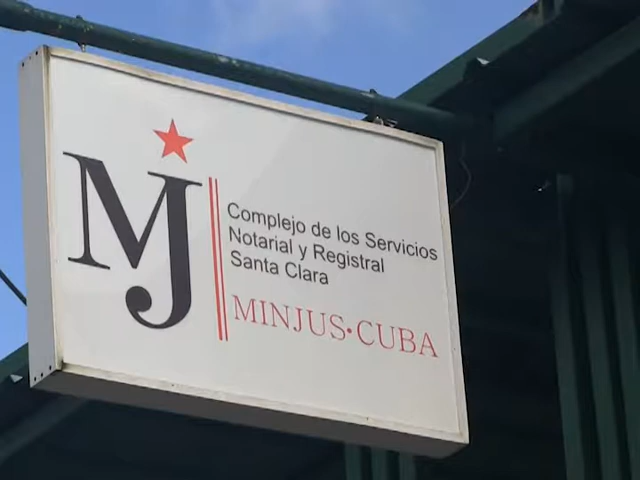 MJ
Complejo de los Servicios
Notarial y Registral
Santa Clara
MINJUS•CUBA